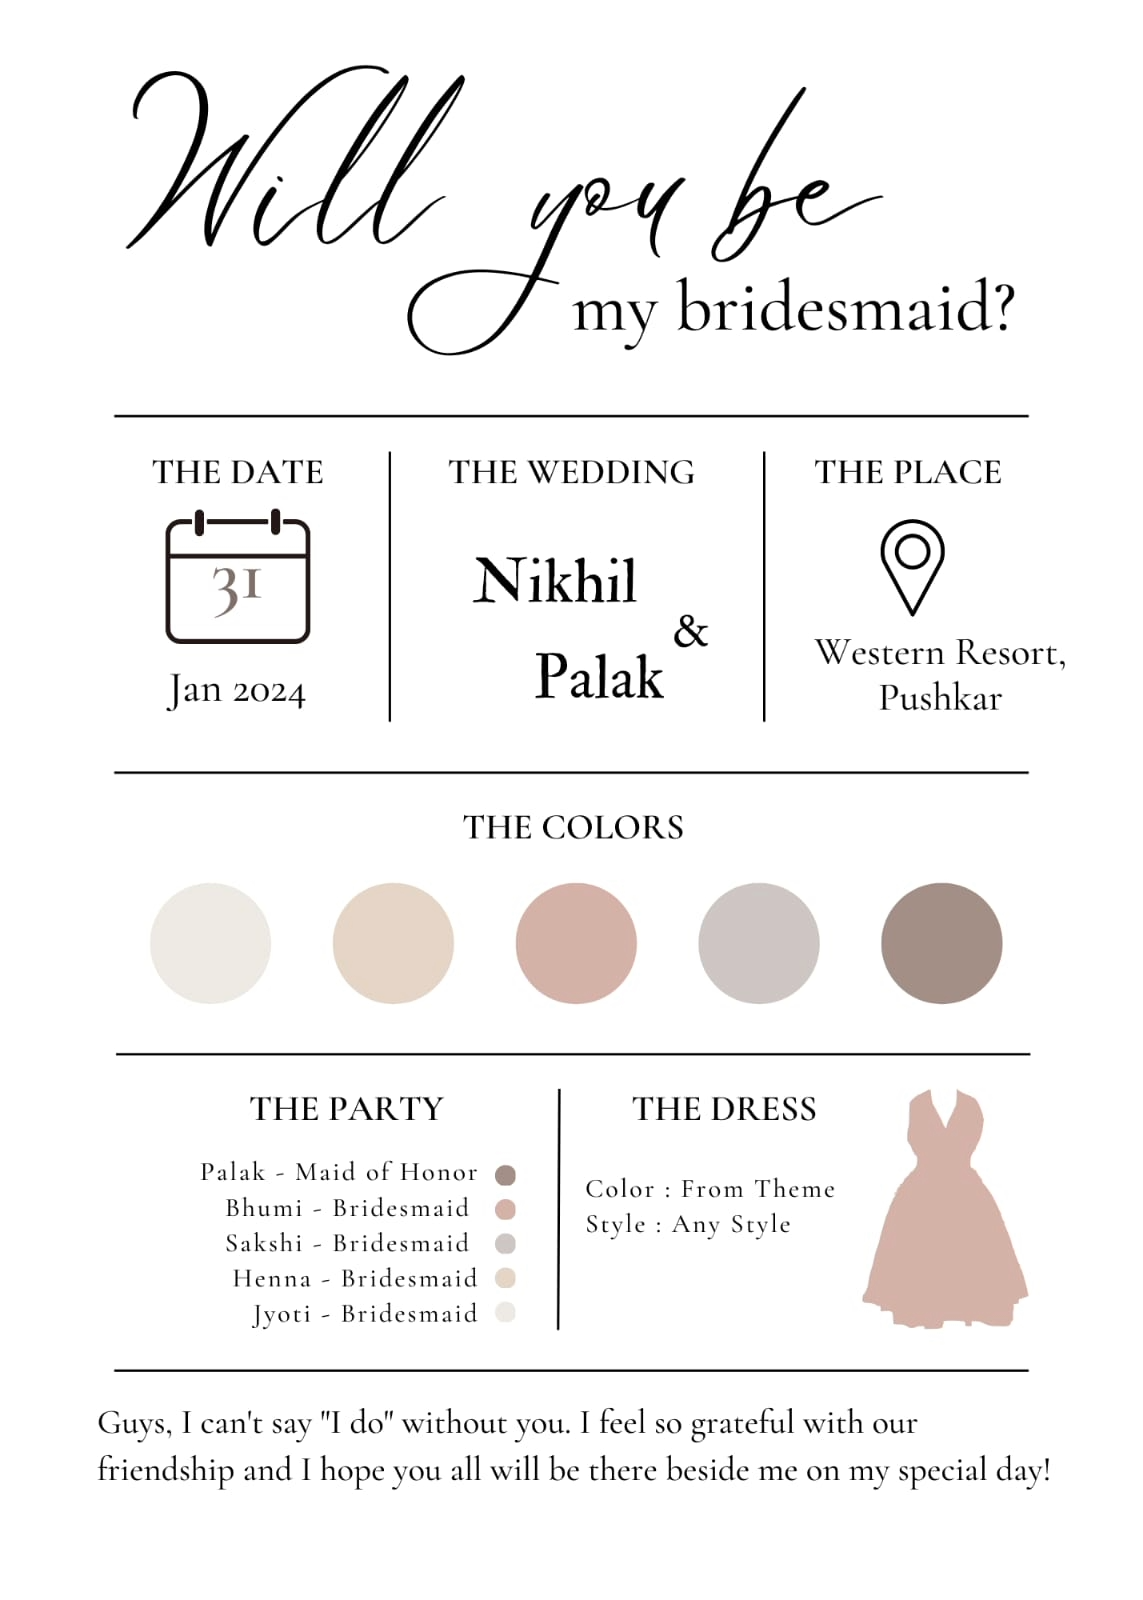 Will you be
my bridesmaid?
THE DATE
31
Jan 2024
THE WEDDING
Nikhil
&
Palak
THE PLACE
Western Resort,
Pushkar
THE COLORS
THE PARTY
Palak - Maid of Honor
Bhumi - Bridesmaid
Sakshi - Bridesmaid
Henna - Bridesmaid
Jyoti - Bridesmaid
THE DRESS
Color : From Theme
Style : Any Style
Guys, I can't say "I do" without you. I feel so grateful with our
friendship and I hope you all will be there beside me on my special day!